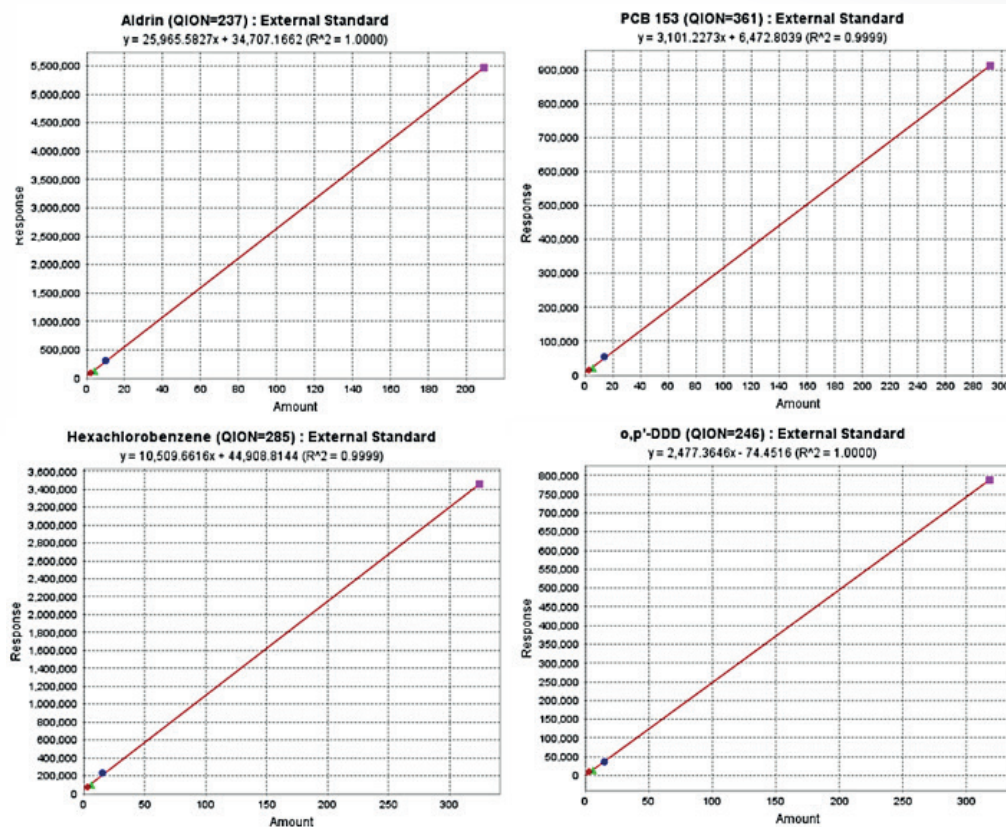 Aldrin (QION=237) : External Standard
y = 25,965.5827x + 34,707.1662 (R^2 = 1.0000)
5,500,000
5,000,000
4,500,000
4,000,000
3,500,000
3,000,000
2,500,000
2,000,000
1,500,000
1,000,000
500,000
0
Response
0 20 40 60 80 100 120 140 160 180 200
Amount
PCB 153 (QION=361) : External Standard
y = 3,101.2273x + 6,472.8039 (R^2 = 0.9999)
900,000
800,000
700,000
600,000
500,000
400,000
300,000
200,000
100,000
0
Response
0 20 40 60 80 100 120 140 160 180 200 220 240 260 280 300
Amount
Hexachlorobenzene (QION=285) : External Standard
y = 10,509.6616x + 44,908.8144 (R^2 = 0.9999)
3,600,000
3,400,000
3,200,000
3,000,000
2,800,000
2,600,000
2,400,000
2,200,000
2,000,000
1,800,000
1,600,000
1,400,000
1,200,000
1,000,000
800,000
600,000
400,000
200,000
0
Response
0 50 100 150 200 250 300
Amount
o,p'-DDD (QION=246) : External Standard
y = 2,477.3646x - 74.4516 (R^2 = 1.0000)
800,000
750,000
700,000
650,000
600,000
550,000
500,000
450,000
400,000
350,000
300,000
250,000
200,000
150,000
100,000
50,000
0
Response
0 50 100 150 200 250 300
Amount